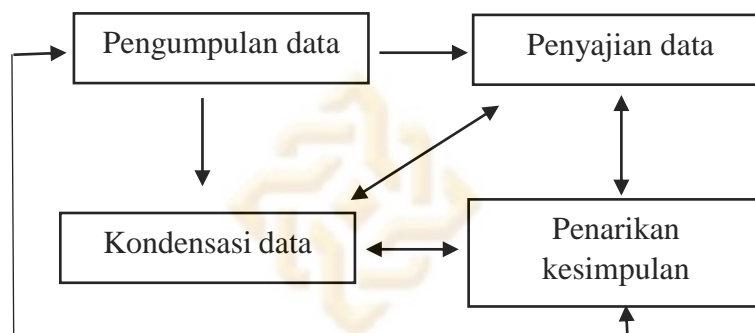 Pengumpulan data
Penyajian data
Kondensasi data
Penarikan
kesimpulan